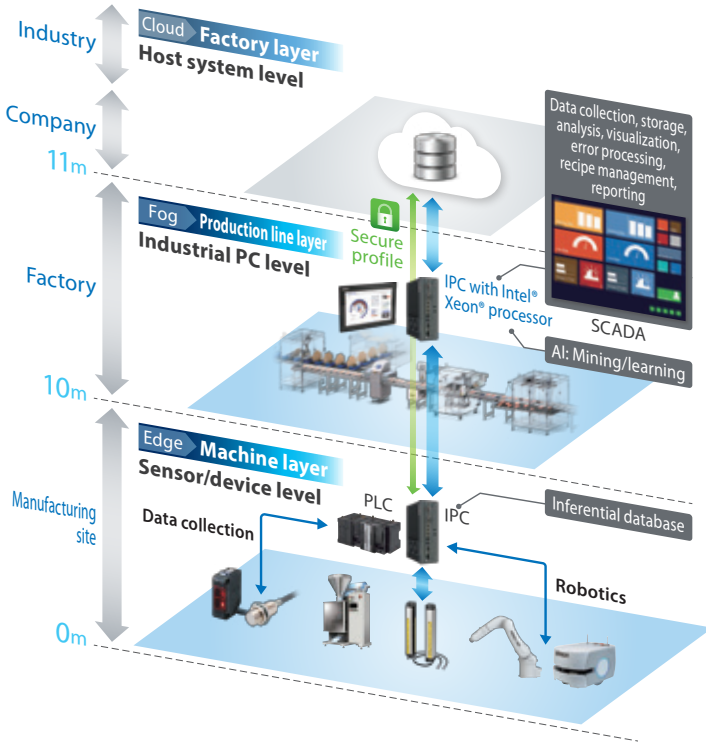 Industry
Cloud
Factory layer
Host system level
Company
11m
Data collection, storage,
analysis, visualization,
error processing,
recipe management,
reporting
SCADA
Fog
Production line layer
Industrial PC level
Secure
profile
Factory
IPC with Intel®
Xeon® processor
AI: Mining/learning
10m
Edge
Machine layer
Sensor/device level
Manufacturing
site
PLC
IPC
Inferential database
Data collection
Robotics
0m